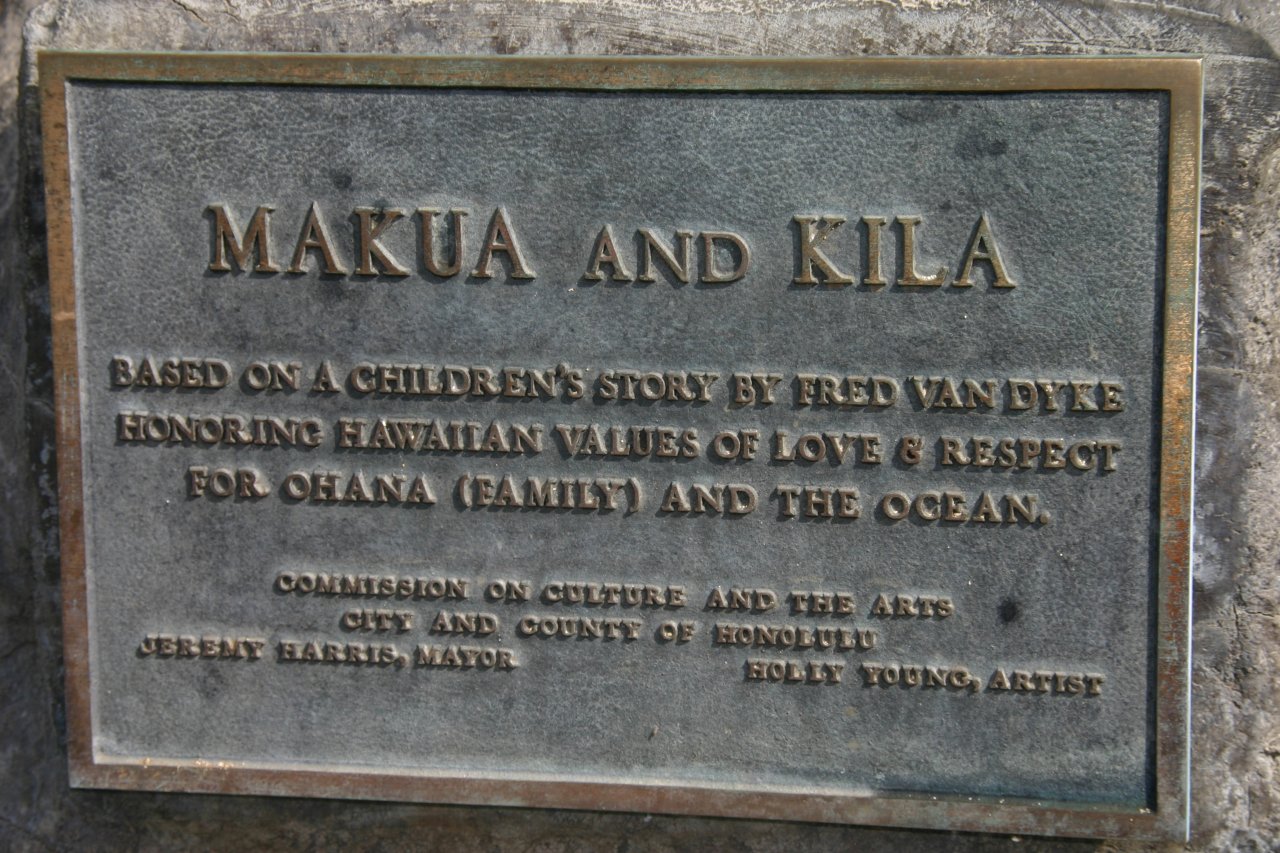 MAKUA AND KILA
BASED ON A CHILDREN'S STORY BY FRED VAN DYKE
HONORING HAWAIIAN VALUES OF LOVE & RESPECT
FOR OHANA (FAMILY) AND THE OCEAN.
COMMISSION ON CULTURE AND THE ARTS
CITY AND COUNTY OF HONOLULU
JEREMY HARRIS, MAYOR
HOLLY YOUNG, ARTIST